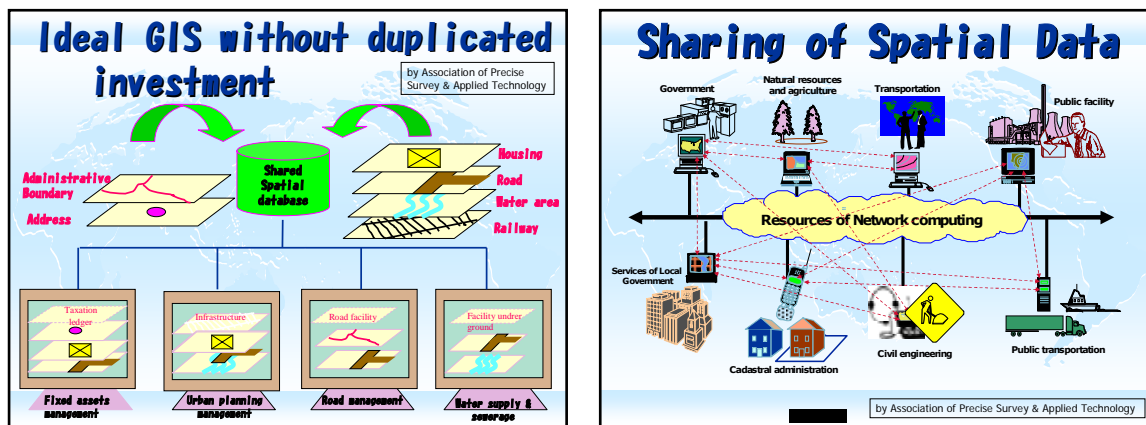 Ideal GIS without duplicated
investment
by Association of Precise
Survey & Applied Technology
Administrative
Boundary
Address
Shared
Spatial
database
Housing
Road
Water area
Railway
Taxation
ledger
Infrastructure
Road facility
Facility undrer
ground
Fixed assets
management
Urban planning
management
Road management
Water supply &
sewerage
Sharing of Spatial Data
Government
Natural resources
and agriculture
Transportation
Public facility
Resources of Network computing
Services of Local
Government
Cadastral administration
Civil engineering
Public transportation
by Association of Precise Survey & Applied Technology